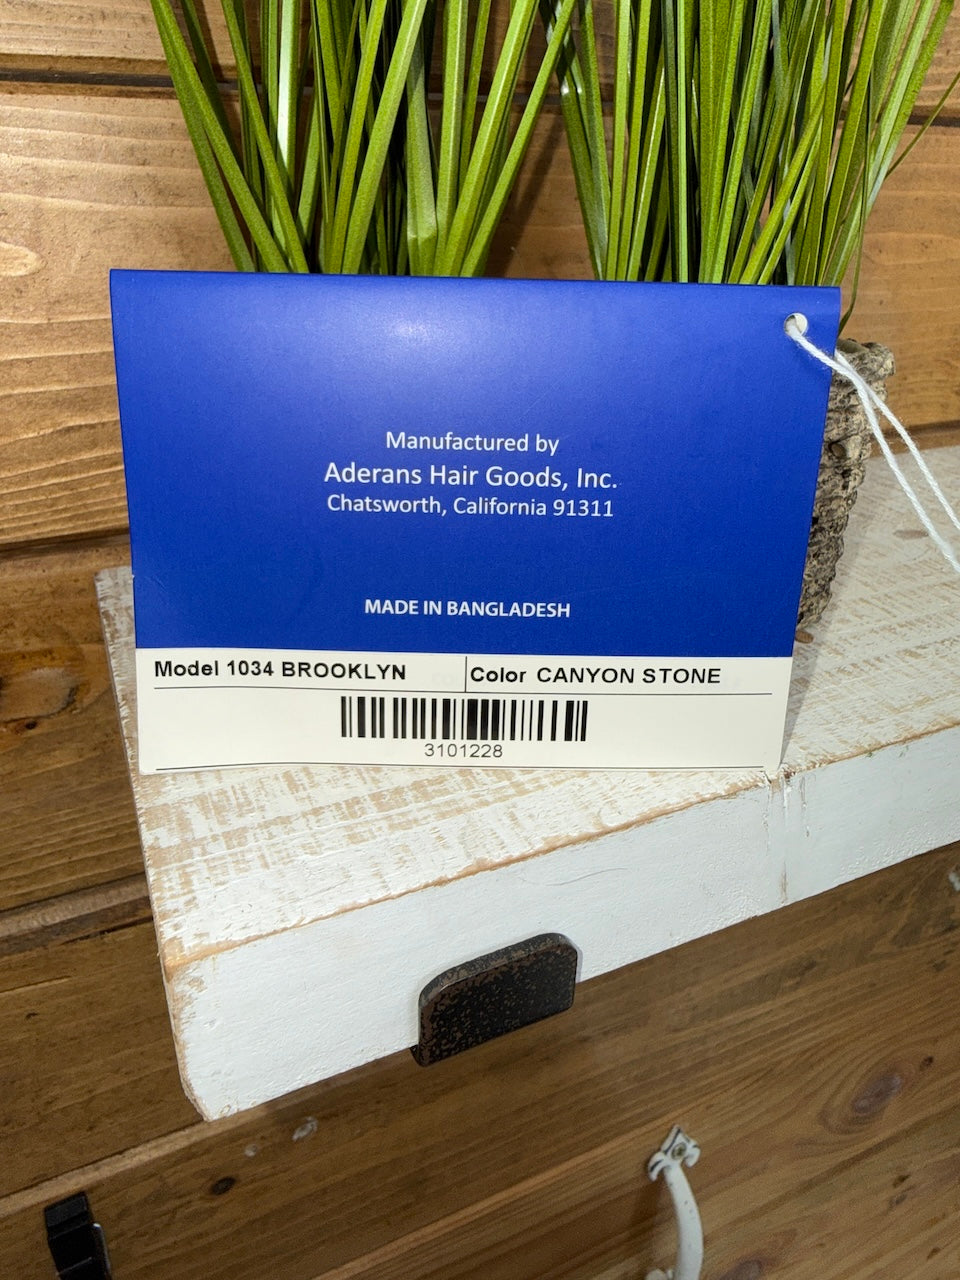 Manufactured by
Aderans Hair Goods, Inc.
Chatsworth, California 91311
MADE IN BANGLADESH
Model 1034 BROOKLYN
Color CANYON STONE
3101228